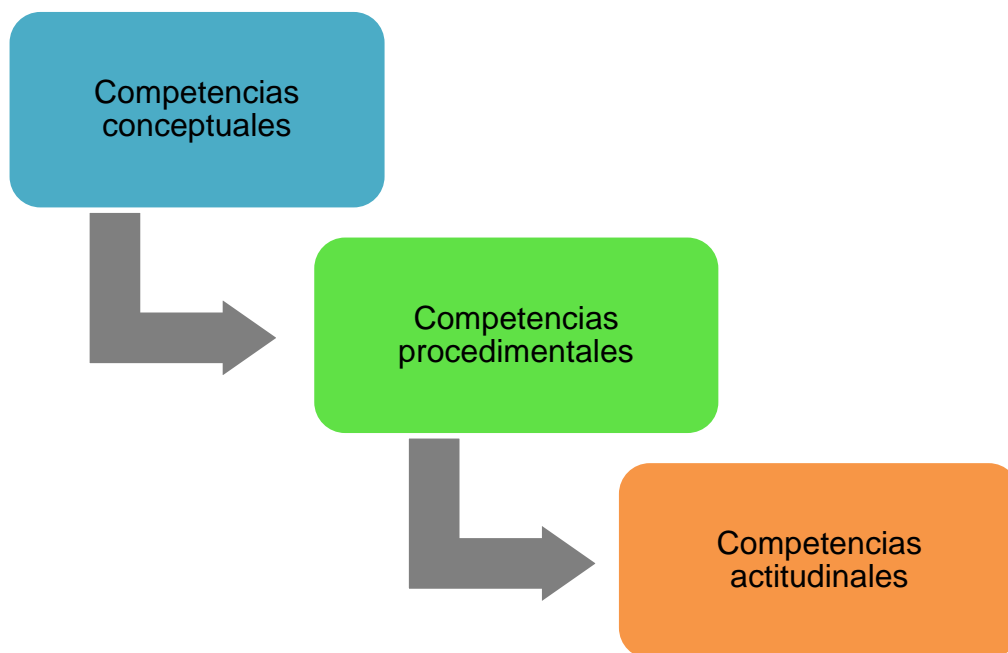 Competencias
conceptuales
Competencias
procedimentales
Competencias
actitudinales